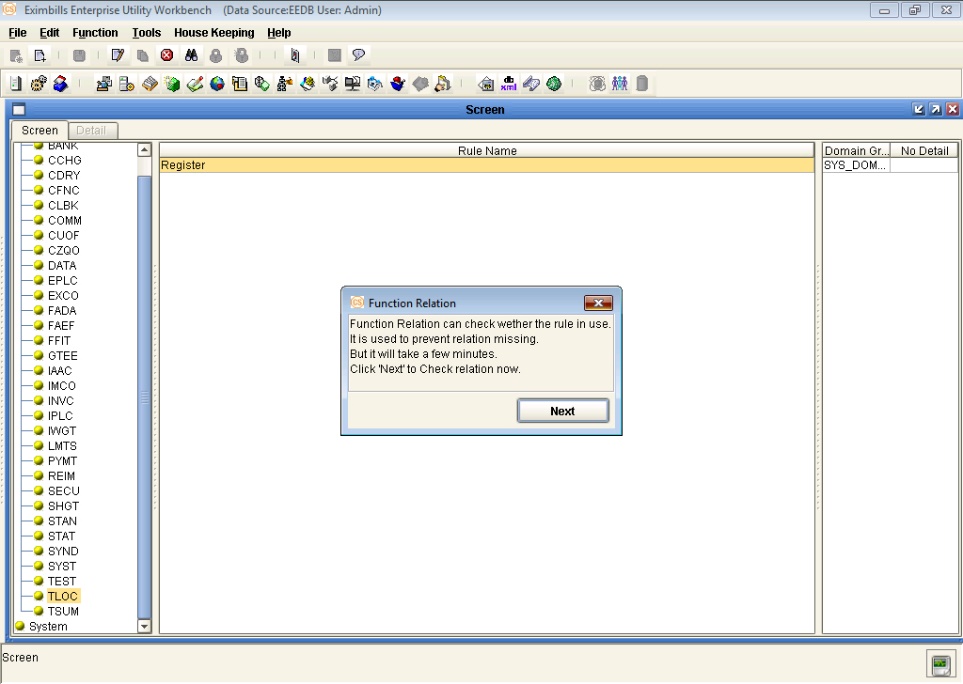 Eximbills Enterprise Utility Workbench (Data Source:EEDB User: Admin)
File Edit Function Tools House Keeping Help
Screen
Screen Detail
BANK
CCHG
CDRY
CFNC
CLBK
COMM
CUOF
CZQO
DATA
EPLC
EXCO
FADA
FAEF
FFIT
GTEE
IAAC
IMCO
INVC
IPLC
IWGT
LMTS
PYMT
REIM
SECU
SHGT
STAN
STAT
SYND
SYST
TEST
TLOC
TSUM
System
Rule Name
Register
Domain Gr... No Detail
SYS_DOM...
Function Relation
Function Relation can check wether the rule in use.
It is used to prevent relation missing.
But it will take a few minutes.
Click 'Next' to Check relation now.
Next
Screen